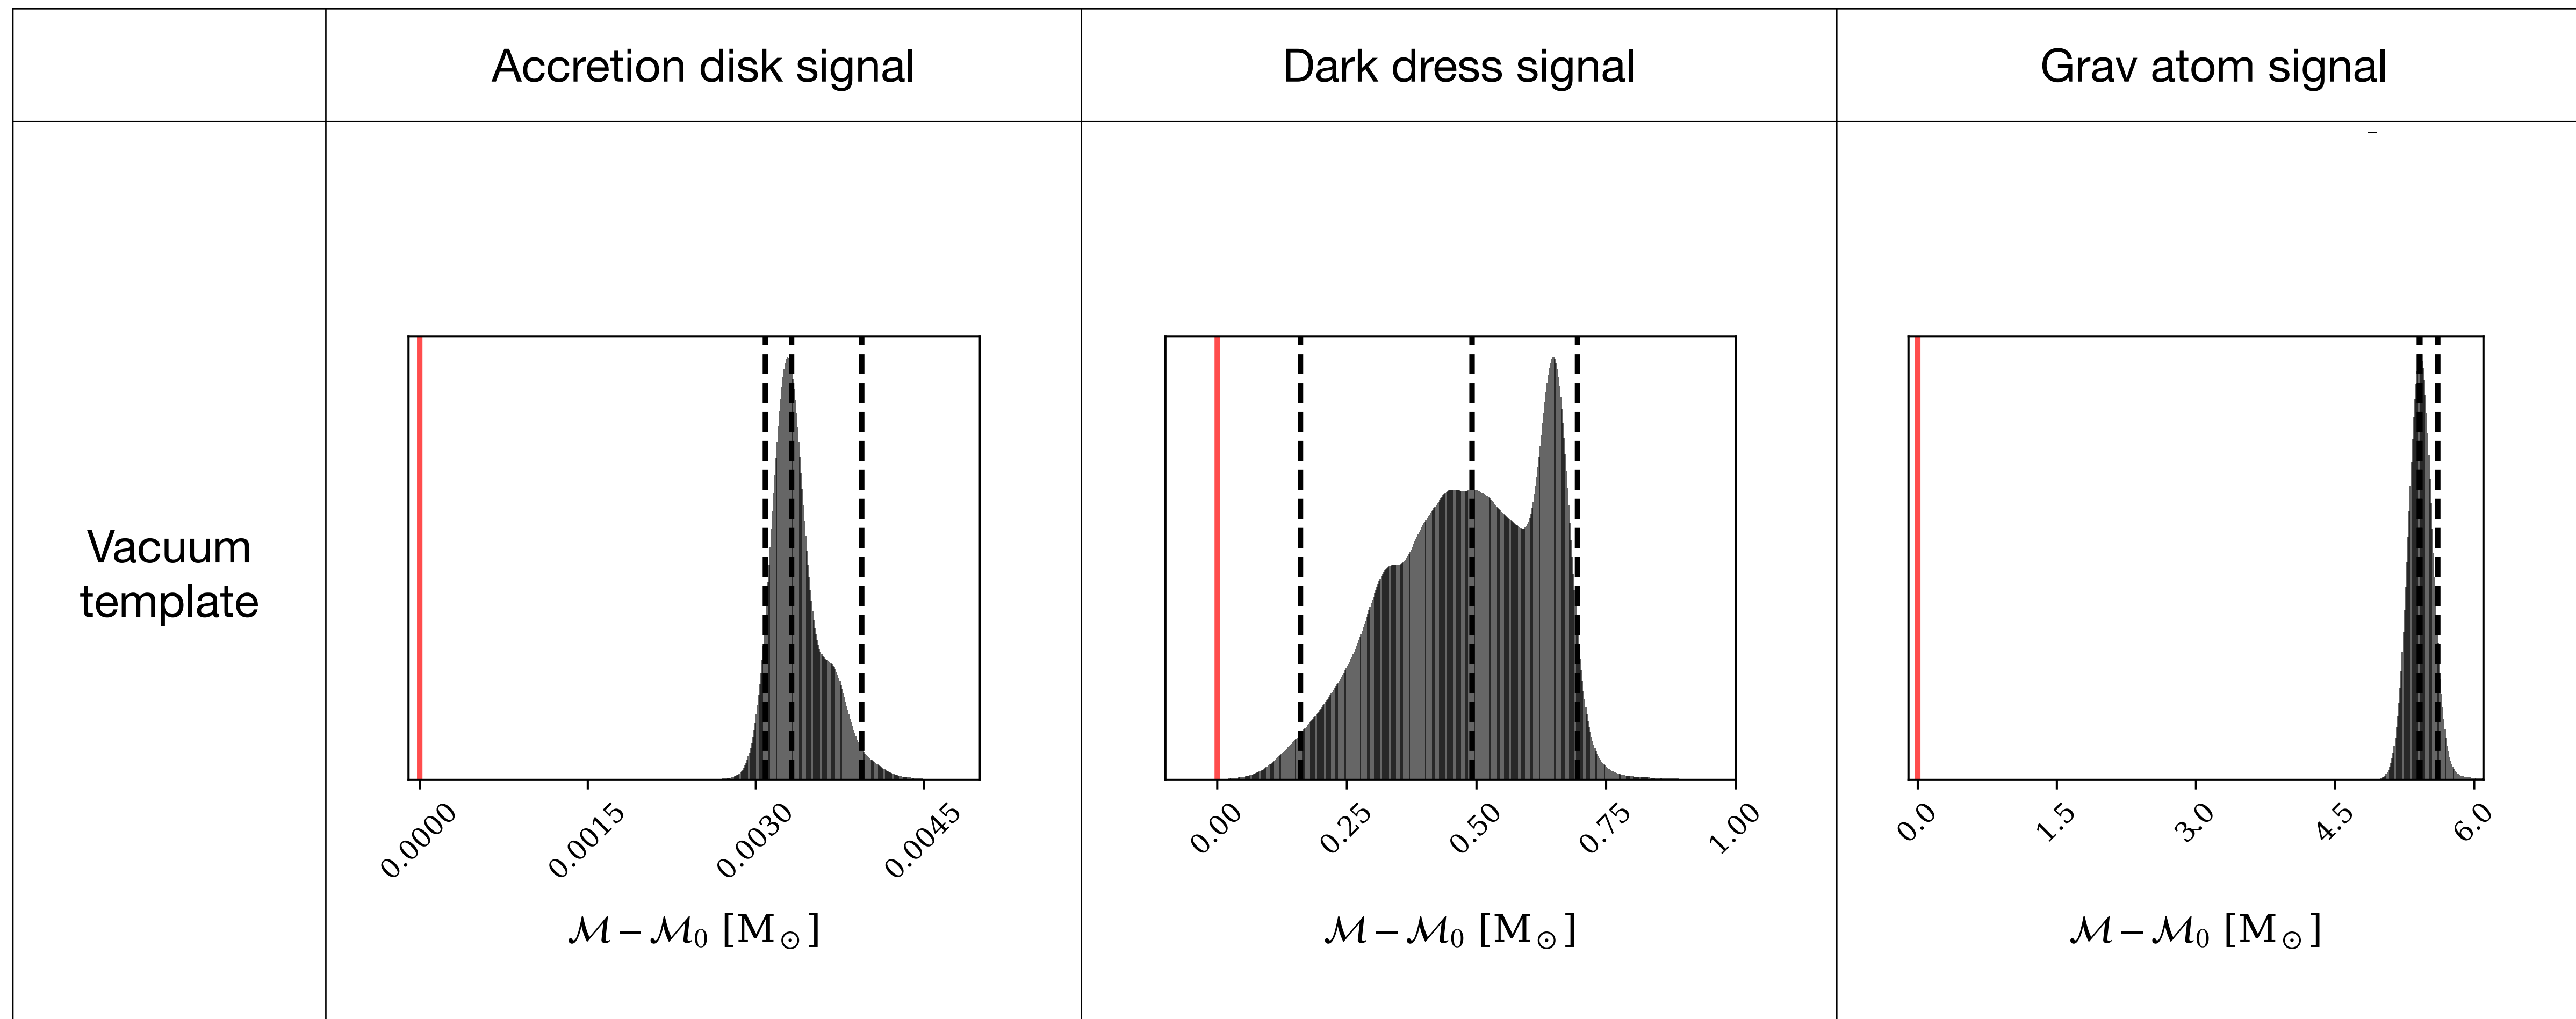 Accretion disk signal
Dark dress signal
Grav atom signal
Vacuum
template
0.0000
0.0015
0.0030
0.0045
ℳ − ℳ₀ [M⊙]
0.00
0.25
0.50
0.75
1.00
ℳ − ℳ₀ [M⊙]
0.0
1.5
3.0
4.5
6.0
ℳ − ℳ₀ [M⊙]